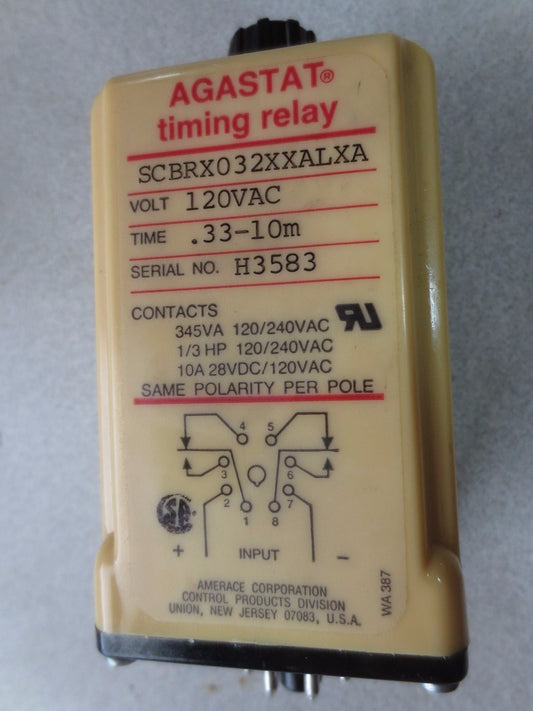 AGASTAT®
timing relay
SCBRX032XXALXA
VOLT 120VAC
TIME .33-10m
SERIAL NO. H3583
CONTACTS
345VA 120/240VAC
1/3 HP 120/240VAC
10A 28VDC/120VAC
SAME POLARITY PER POLE
4 5
3 6
2 7
1 8
+ INPUT −
AMERACE CORPORATION
CONTROL PRODUCTS DIVISION
UNION, NEW JERSEY 07083, U.S.A.
WA 387